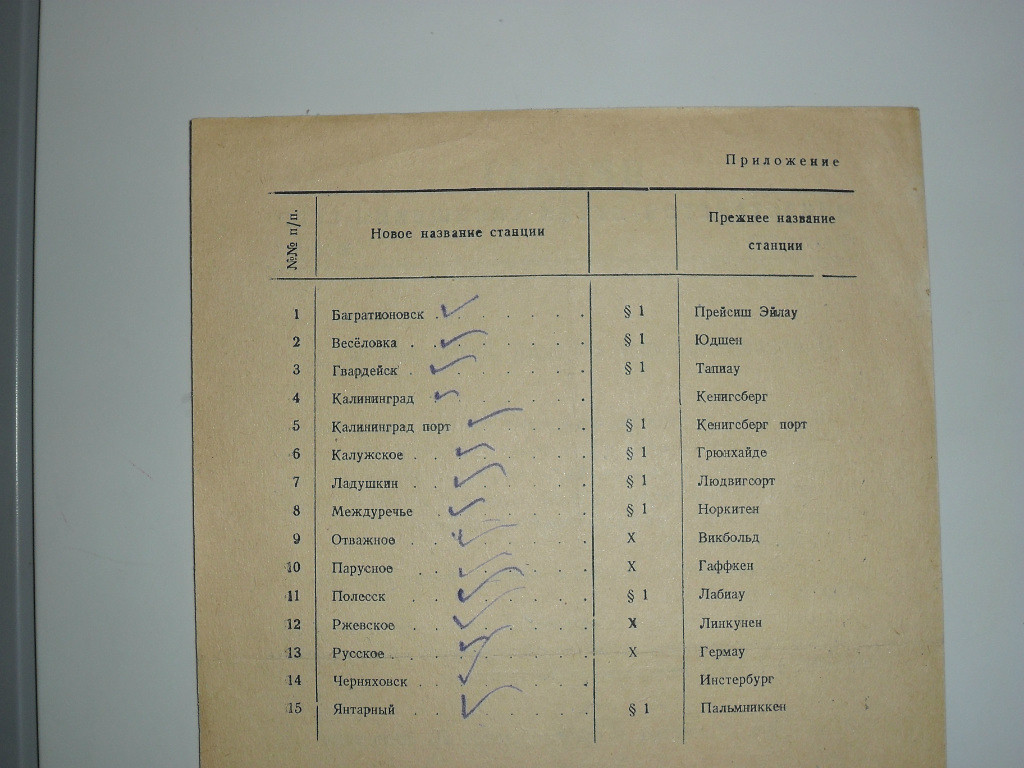 Приложение
№№ п/п. Новое название станции Прежнее название
станции
1 Багратионовск . . . . . . § 1 Прейсиш Эйлау
2 Весёловка . . . . . . § 1 Юдшен
3 Гвардейск . . . . . . § 1 Тапиау
4 Калининград . . . . . Кенигсберг
5 Калининград порт . . . . § 1 Кенигсберг порт
6 Калужское . . . . . . § 1 Грюнхайде
7 Ладушкин . . . . . . § 1 Людвигсорт
8 Междуречье . . . . . § 1 Норкитен
9 Отважное . . . . . . X Викбольд
10 Парусное . . . . . X Гаффкен
11 Полесск . . . . . . § 1 Лабиау
12 Ржевское . . . . . . X Линкунен
13 Русское . . . . . . X Гермау
14 Черняховск . . . . . . Инстербург
15 Янтарный . . . . . . § 1 Пальмниккен